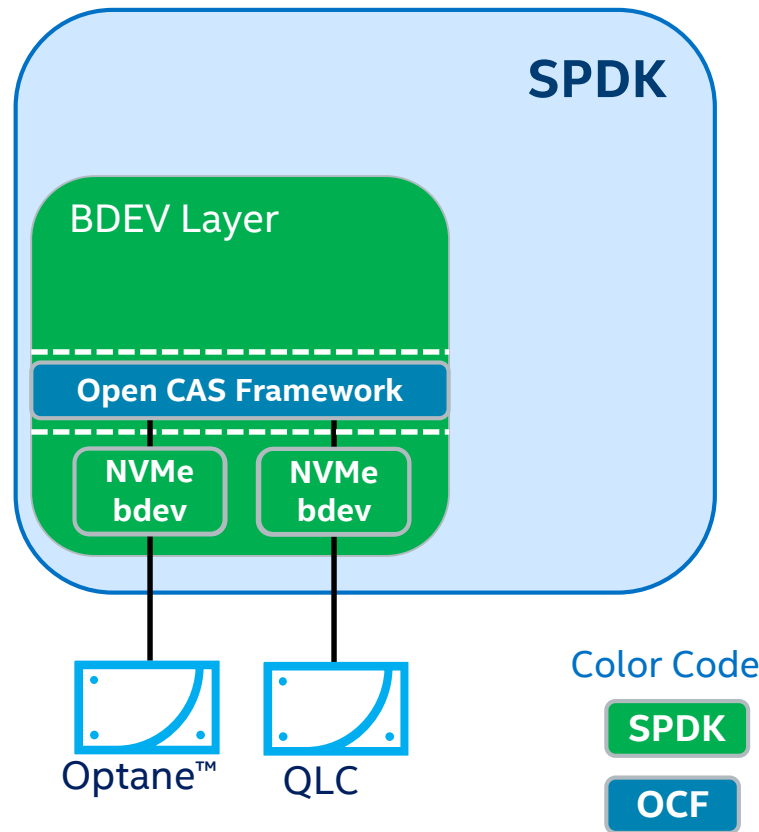 SPDK
BDEV Layer
Open CAS Framework
NVMe
bdev
NVMe
bdev
Optane™
QLC
Color Code
SPDK
OCF